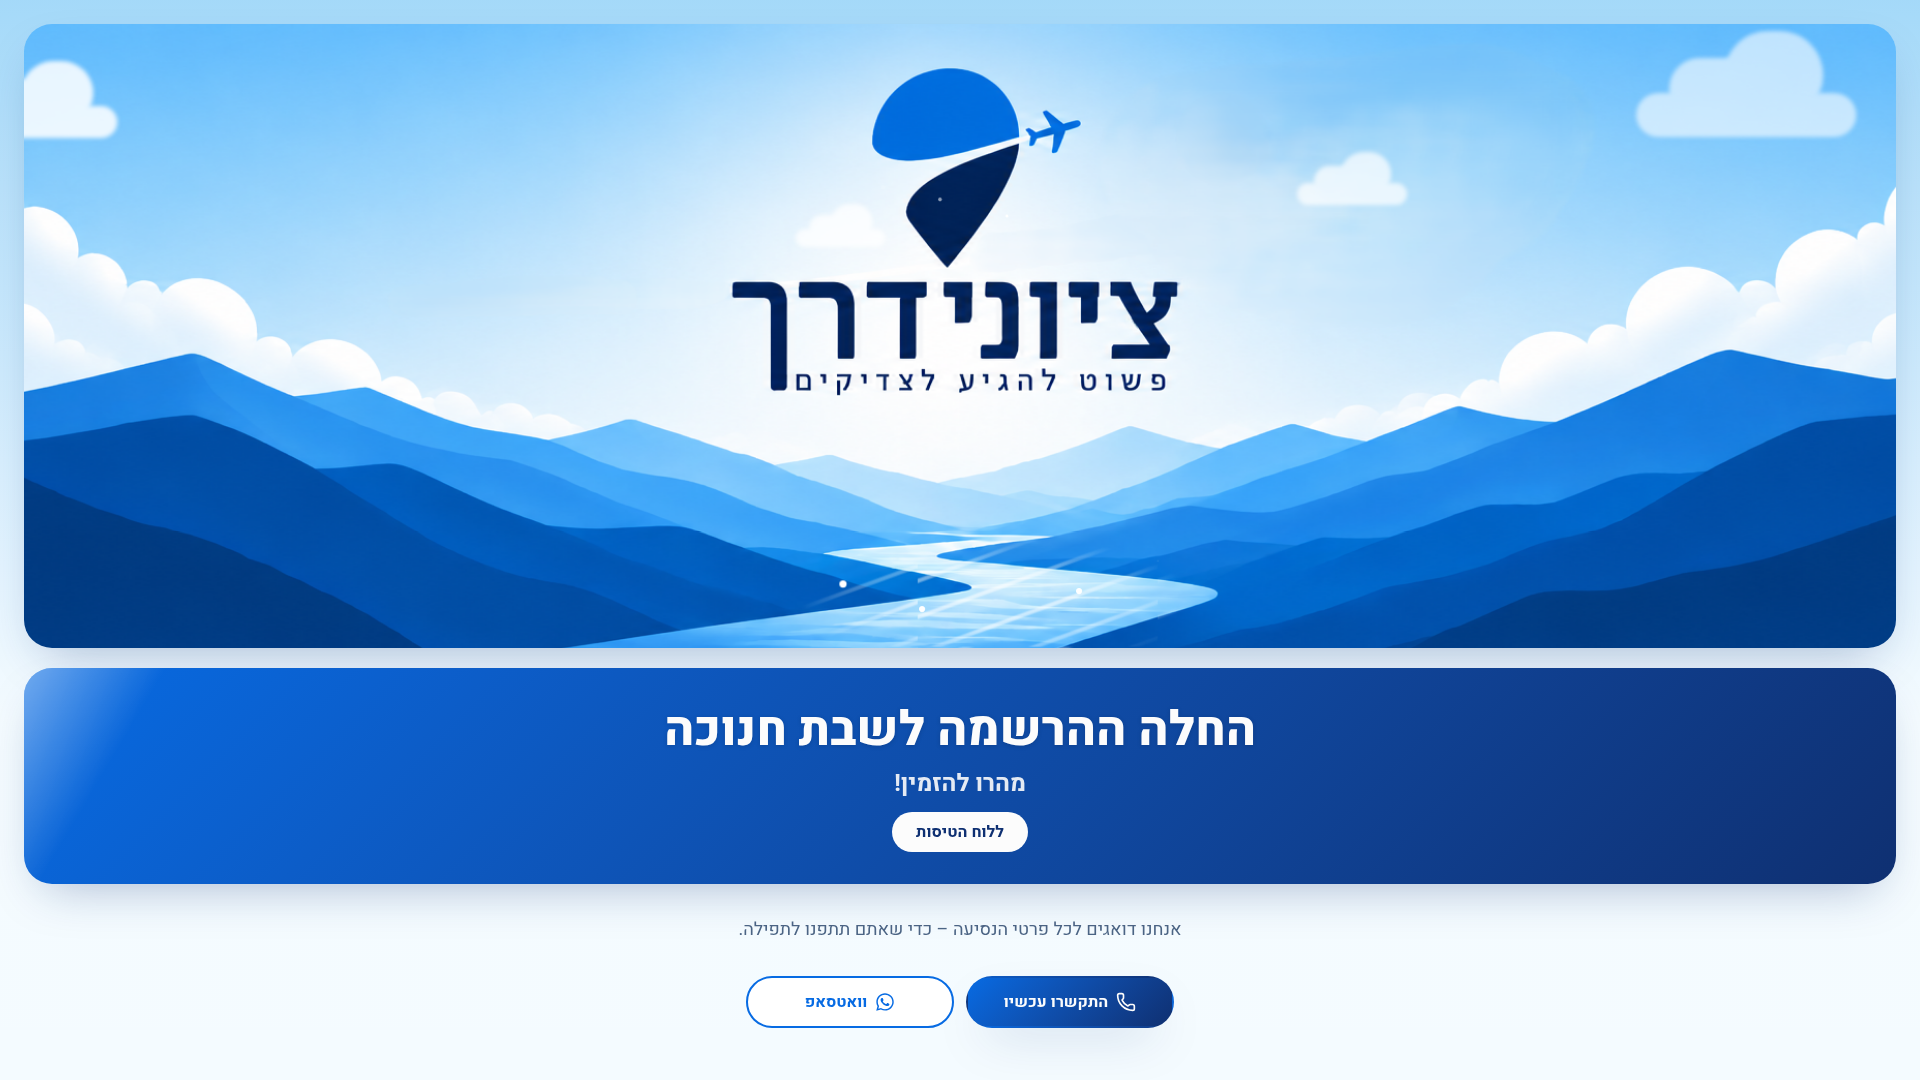 ציוני דרך
פשוט להגיע לצדיקים
החלה ההרשמה לשבת חנוכה
מהרו להזמין!
ללוח הטיסות
אנחנו דואגים לכל פרטי הנסיעה – כדי שאתם תתפנו לתפילה.
התקשרו עכשיו
וואטסאפ